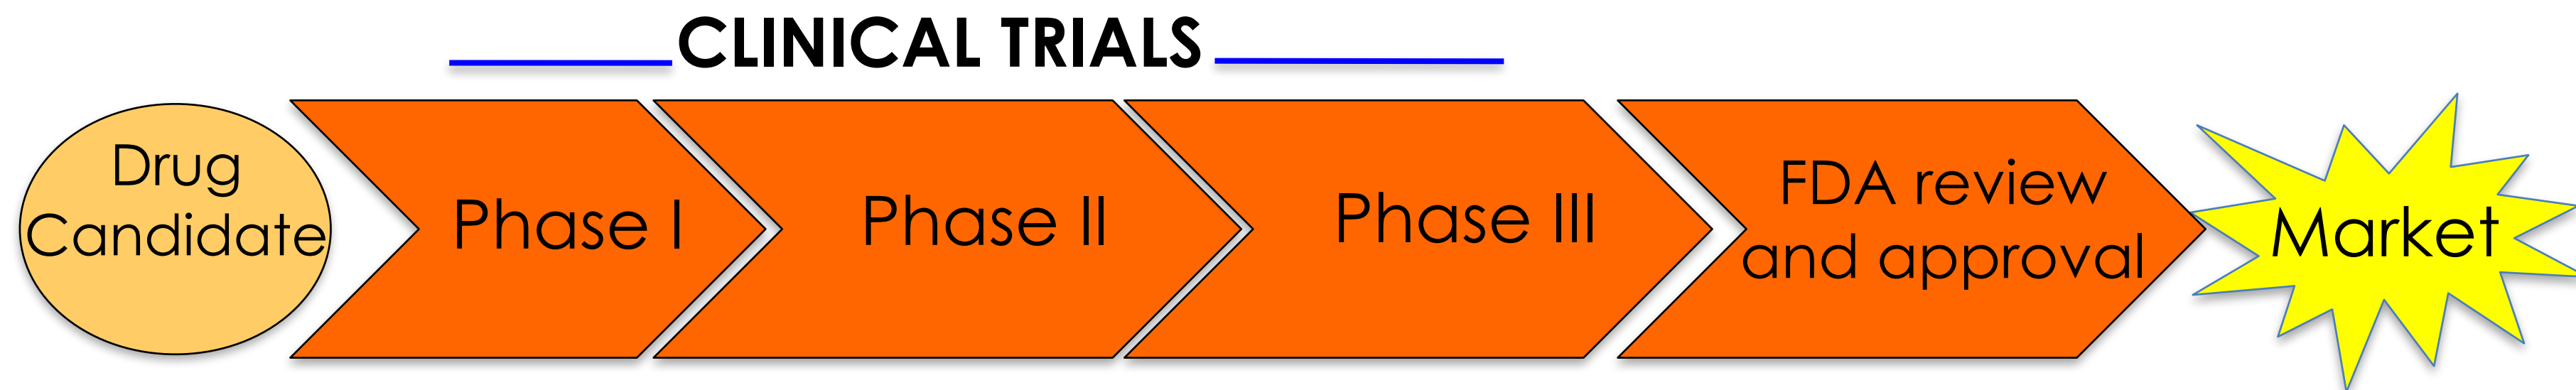 CLINICAL TRIALS
Drug
Candidate
Phase I
Phase II
Phase III
FDA review
and approval
Market